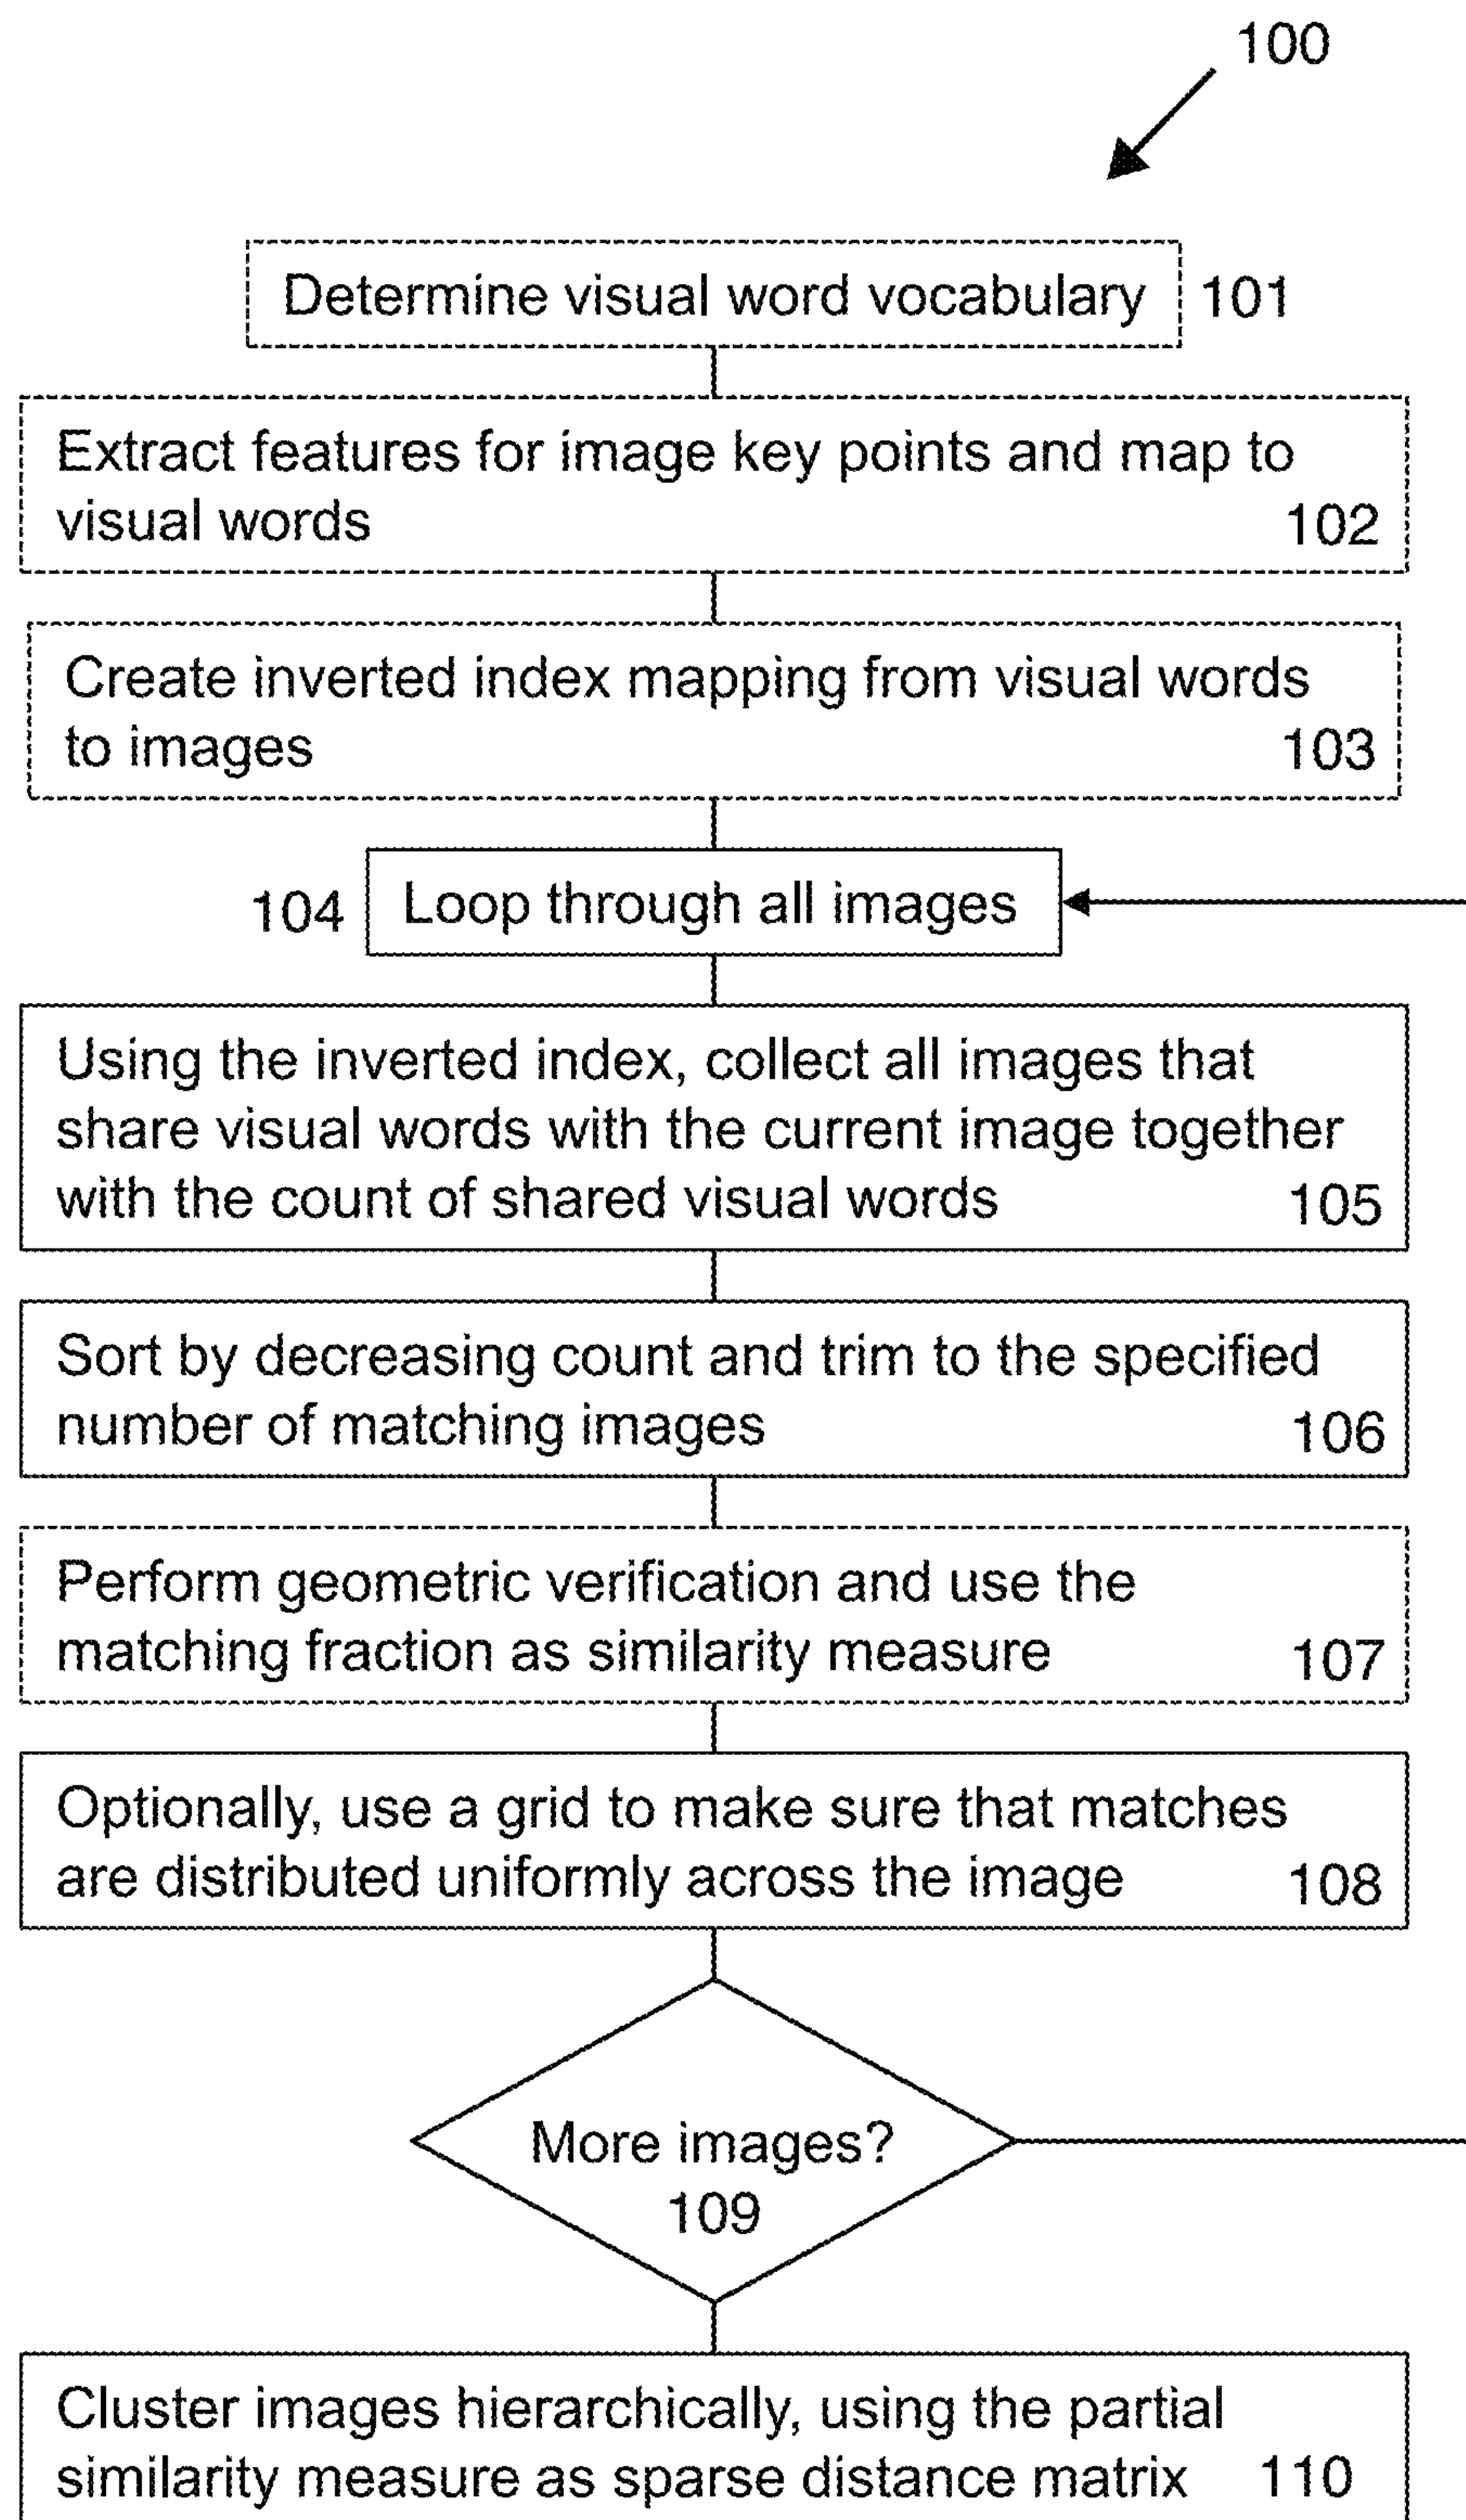 100
Determine visual word vocabulary 101
Extract features for image key points and map to
visual words 102
Create inverted index mapping from visual words
to images 103
104 Loop through all images
Using the inverted index, collect all images that
share visual words with the current image together
with the count of shared visual words 105
Sort by decreasing count and trim to the specified
number of matching images 106
Perform geometric verification and use the
matching fraction as similarity measure 107
Optionally, use a grid to make sure that matches
are distributed uniformly across the image 108
More images?
109
Cluster images hierarchically, using the partial
similarity measure as sparse distance matrix 110